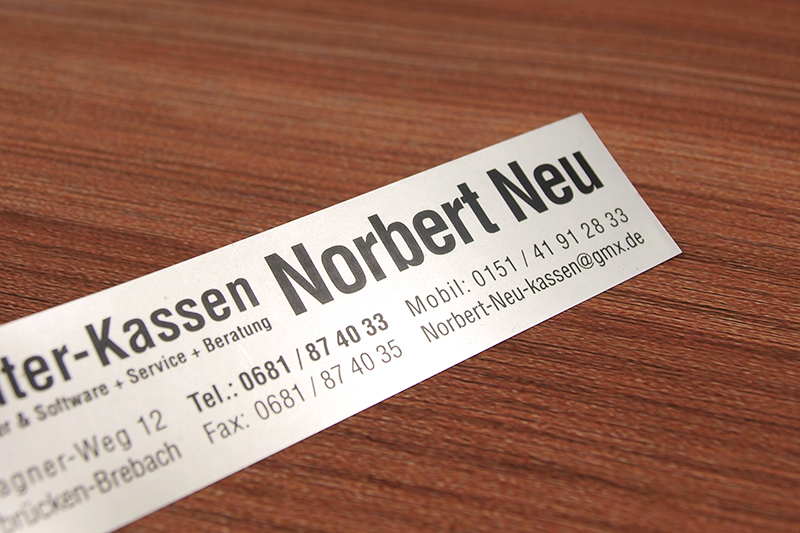 ter-Kassen Norbert Neu
er & Software + Service + Beratung
agner-Weg 12 Tel.: 0681 / 87 40 33 Mobil: 0151 / 41 91 28 33
brücken-Brebach Fax: 0681 / 87 40 35 Norbert-Neu-kassen@gmx.de